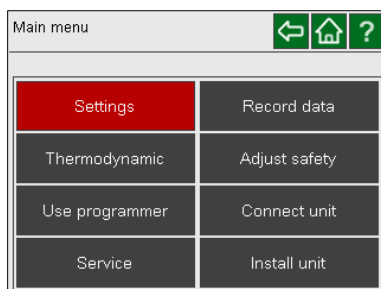 Main menu ?
Settings Record data
Thermodynamic Adjust safety
Use programmer Connect unit
Service Install unit